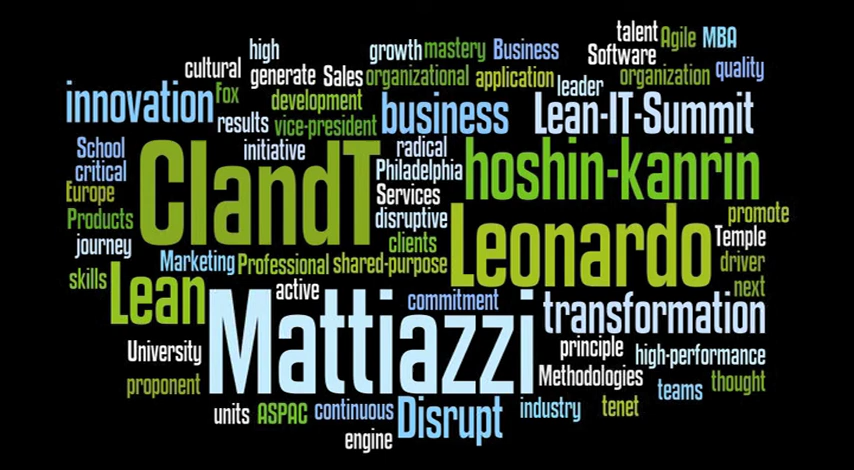 talent Agile MBA
high growth mastery Business Software
cultural generate Sales organizational application leader organization quality
innovation Fox development business Lean-IT-Summit
results vice-president
School initiative radical hoshin-kanrin
critical CIandT Philadelphia
Europe Services
Products disruptive Leonardo promote
journey clients Temple
Marketing Professional shared-purpose driver
skills Lean active next
Mattiazzi commitment transformation
University principle high-performance
proponent Methodologies teams thought
units ASPAC continuous Disrupt industry tenet
engine